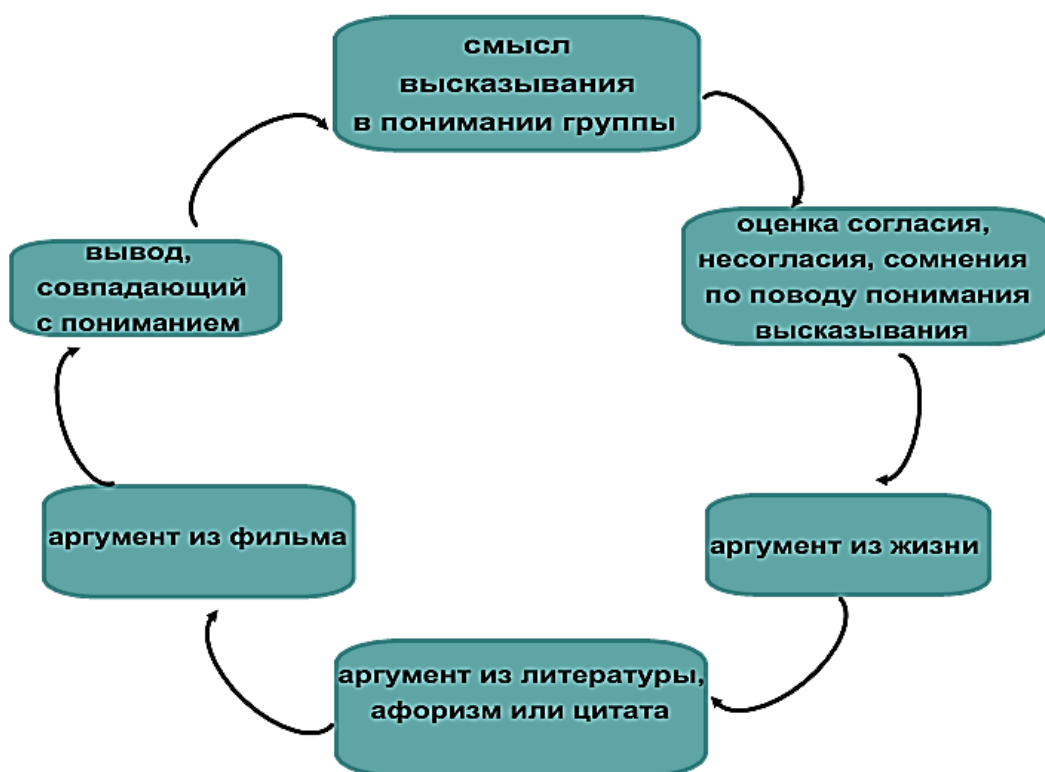 смысл
высказывания
в понимании группы
оценка согласия,
несогласия, сомнения
по поводу понимания
высказывания
аргумент из жизни
аргумент из литературы,
афоризм или цитата
аргумент из фильма
вывод,
совпадающий
с пониманием